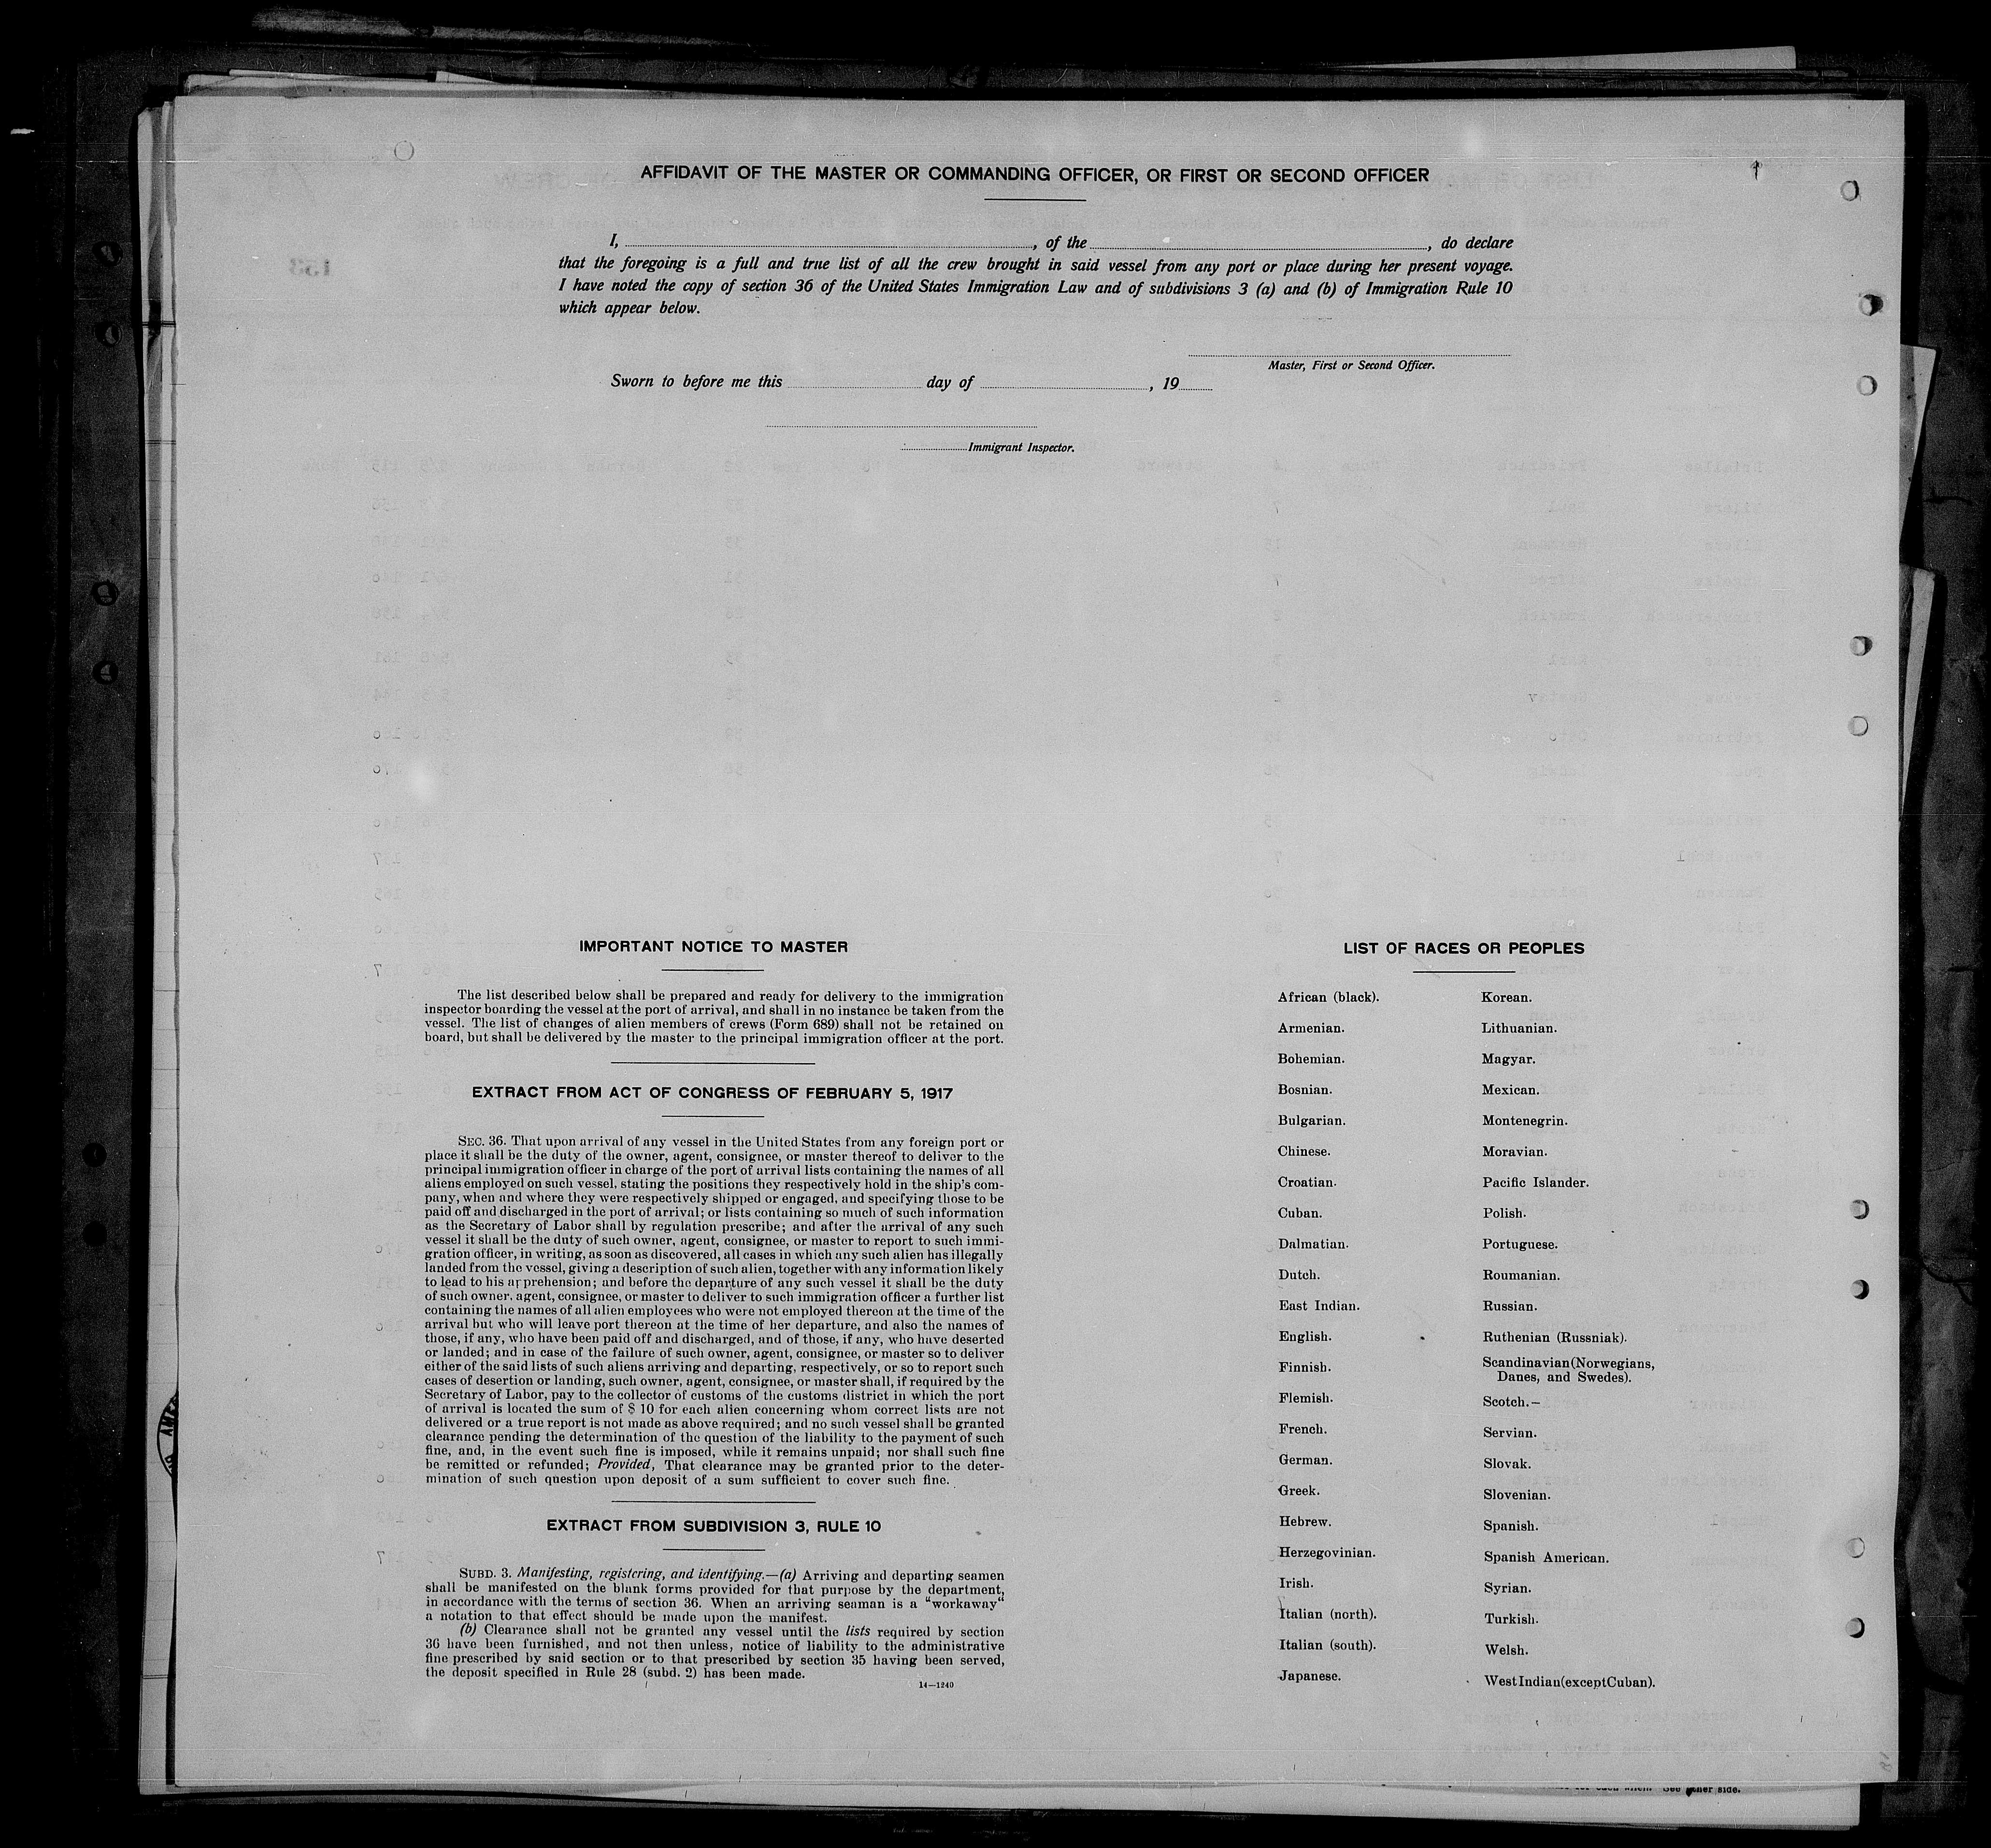 AFFIDAVIT OF THE MASTER OR COMMANDING OFFICER, OR FIRST OR SECOND OFFICER
I, , of the , do declare
that the foregoing is a full and true list of all the crew brought in said vessel from any port or place during her present voyage.
I have noted the copy of section 36 of the United States Immigration Law and of subdivisions 3 (a) and (b) of Immigration Rule 10
which appear below.
Master, First or Second Officer.
Sworn to before me this day of , 19
Immigrant Inspector.
IMPORTANT NOTICE TO MASTER
The list described below shall be prepared and ready for delivery to the immigration
inspector boarding the vessel at the port of arrival, and shall in no instance be taken from the
vessel. The list of changes of alien members of crews (Form 689) shall not be retained on
board, but shall be delivered by the master to the principal immigration officer at the port.
EXTRACT FROM ACT OF CONGRESS OF FEBRUARY 5, 1917
SEC. 36. That upon arrival of any vessel in the United States from any foreign port or
place it shall be the duty of the owner, agent, consignee, or master thereof to deliver to the
principal immigration officer in charge of the port of arrival lists containing the names of all
aliens employed on such vessel, stating the positions they respectively hold in the ship's com-
pany, when and where they were respectively shipped or engaged, and specifying those to be
paid off and discharged in the port of arrival; or lists containing so much of such information
as the Secretary of Labor shall by regulation prescribe; and after the arrival of any such
vessel it shall be the duty of such owner, agent, consignee, or master to report to such immi-
gration officer, in writing, as soon as discovered, all cases in which any such alien has illegally
landed from the vessel, giving a description of such alien, together with any information likely
to lead to his apprehension; and before the departure of any such vessel it shall be the duty
of such owner, agent, consignee, or master to deliver to such immigration officer a further list
containing the names of all alien employees who were not employed thereon at the time of the
arrival but who will leave port thereon at the time of her departure, and also the names of
those, if any, who have been paid off and discharged, and of those, if any, who have deserted
or landed; and in case of the failure of such owner, agent, consignee, or master so to deliver
either of the said lists of such aliens arriving and departing, respectively, or so to report such
cases of desertion or landing, such owner, agent, consignee, or master shall, if required by the
Secretary of Labor, pay to the collector of customs of the customs district in which the port
of arrival is located the sum of $ 10 for each alien concerning whom correct lists are not
delivered or a true report is not made as above required; and no such vessel shall be granted
clearance pending the determination of the question of the liability to the payment of such
fine, and, in the event such fine is imposed, while it remains unpaid; nor shall such fine
be remitted or refunded; Provided, That clearance may be granted prior to the deter-
mination of such question upon deposit of a sum sufficient to cover such fine.
EXTRACT FROM SUBDIVISION 3, RULE 10
SUBD. 3. Manifesting, registering, and identifying.—(a) Arriving and departing seamen
shall be manifested on the blank forms provided for that purpose by the department,
in accordance with the terms of section 36. When an arriving seaman is a "workaway"
a notation to that effect should be made upon the manifest.
(b) Clearance shall not be granted any vessel until the lists required by section
36 have been furnished, and not then unless, notice of liability to the administrative
fine prescribed by said section or to that prescribed by section 35 having been served,
the deposit specified in Rule 28 (subd. 2) has been made.
14—1240
LIST OF RACES OR PEOPLES
African (black).
Armenian.
Bohemian.
Bosnian.
Bulgarian.
Chinese.
Croatian.
Cuban.
Dalmatian.
Dutch.
East Indian.
English.
Finnish.
Flemish.
French.
German.
Greek.
Hebrew.
Herzegovinian.
Irish.
Italian (north).
Italian (south).
Japanese.
Korean.
Lithuanian.
Magyar.
Mexican.
Montenegrin.
Moravian.
Pacific Islander.
Polish.
Portuguese.
Roumanian.
Russian.
Ruthenian (Russniak).
Scandinavian (Norwegians,
Danes, and Swedes).
Scotch.—
Servian.
Slovak.
Slovenian.
Spanish.
Spanish American.
Syrian.
Turkish.
Welsh.
West Indian (except Cuban).
See other side.